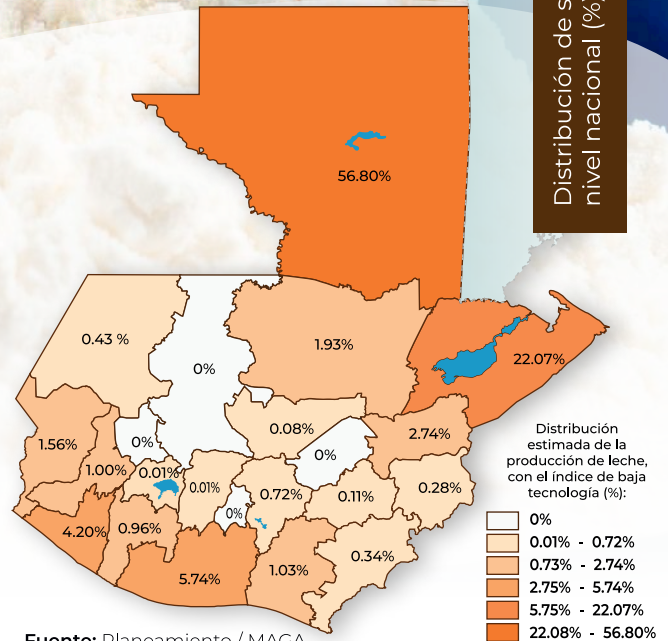 Distribución de s
nivel nacional (%)
56.80%
0.43 %
0%
1.93%
22.07%
1.56%
0%
0.08%
0%
2.74%
1.00%
0.01%
0.01%
0%
0.72%
0.11%
0.28%
4.20%
0.96%
5.74%
1.03%
0.34%
Distribución
estimada de la
producción de leche,
con el índice de baja
tecnología (%):
0%
0.01% - 0.72%
0.73% - 2.74%
2.75% - 5.74%
5.75% - 22.07%
22.08% - 56.80%
Fuente: Planeamiento / MAGA